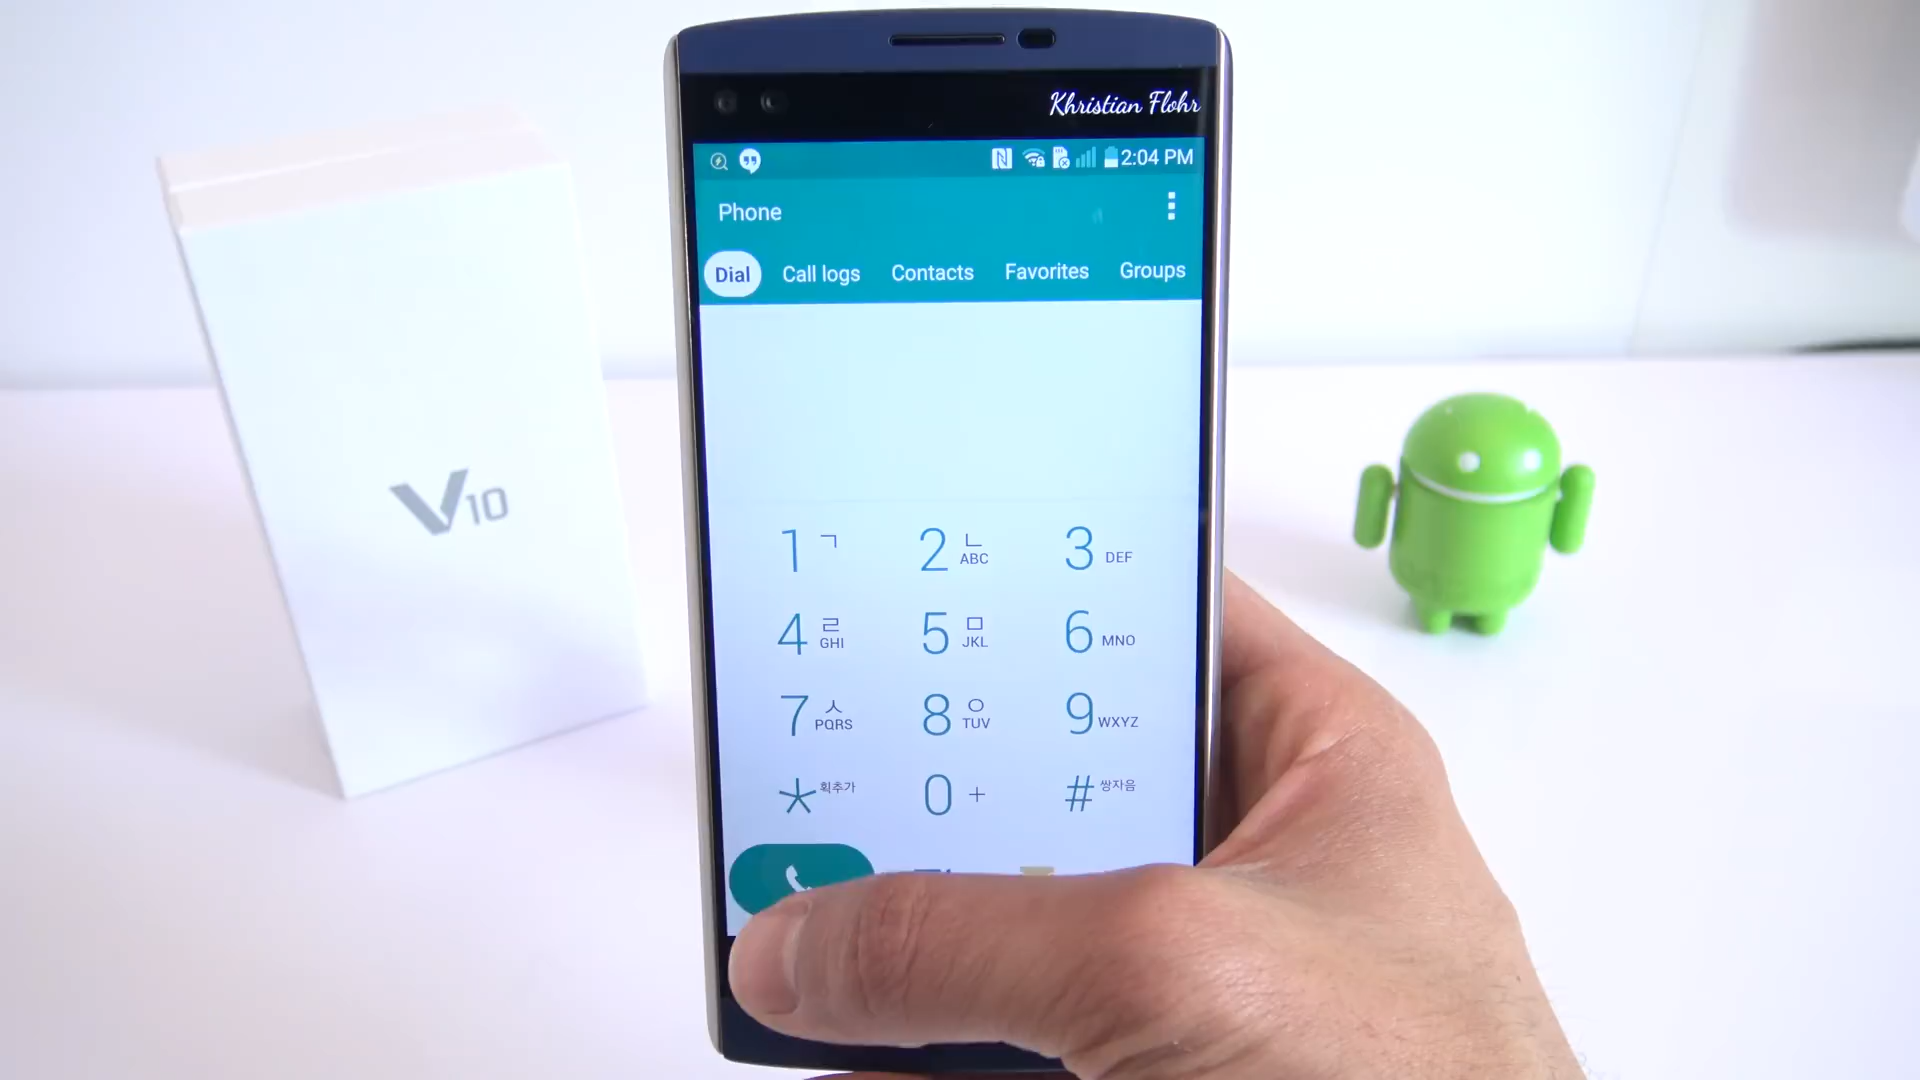 Khristian Flohr
2:04 PM
Phone
Dial Call logs Contacts Favorites Groups
V10
1 ㄱ 2 ㄴ ABC 3 DEF
4 ㄹ GHI 5 ㅁ JKL 6 MNO
7 ㅅ PQRS 8 ㅇ TUV 9 WXYZ
* 획추가 0 + # 쌍자음